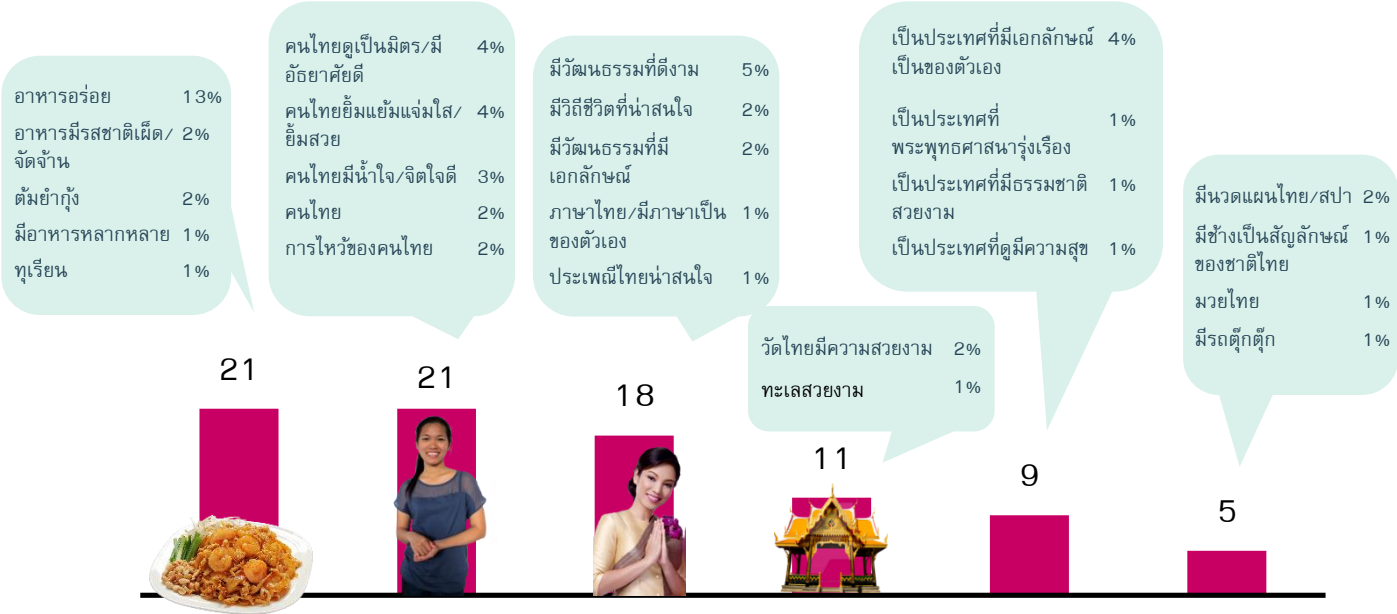 อาหารอร่อย 13%
อาหารมีรสชาติเผ็ด/ 2%
จัดจ้าน
ต้มยำกุ้ง 2%
มีอาหารหลากหลาย 1%
ทุเรียน 1%
21
คนไทยดูเป็นมิตร/มี 4%
อัธยาศัยดี
คนไทยยิ้มแย้มแจ่มใส/ 4%
ยิ้มสวย
คนไทยมีน้ำใจ/จิตใจดี 3%
คนไทย 2%
การไหว้ของคนไทย 2%
21
มีวัฒนธรรมที่ดีงาม 5%
มีวิถีชีวิตที่น่าสนใจ 2%
มีวัฒนธรรมที่มี 2%
เอกลักษณ์
ภาษาไทย/มีภาษาเป็น 1%
ของตัวเอง
ประเพณีไทยน่าสนใจ 1%
18
วัดไทยมีความสวยงาม 2%
ทะเลสวยงาม 1%
11
เป็นประเทศที่มีเอกลักษณ์ 4%
เป็นของตัวเอง
เป็นประเทศที่ 1%
พระพุทธศาสนารุ่งเรือง
เป็นประเทศที่มีธรรมชาติ 1%
สวยงาม
เป็นประเทศที่ดูมีความสุข 1%
9
มีนวดแผนไทย/สปา 2%
มีช้างเป็นสัญลักษณ์ 1%
ของชาติไทย
มวยไทย 1%
มีรถตุ๊กตุ๊ก 1%
5